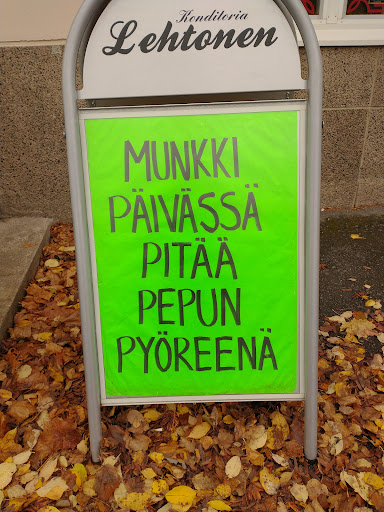 Konditoria
Lehtonen
MUNKKI
PÄIVÄSSÄ
PITÄÄ
PEPUN
PYÖREENÄ